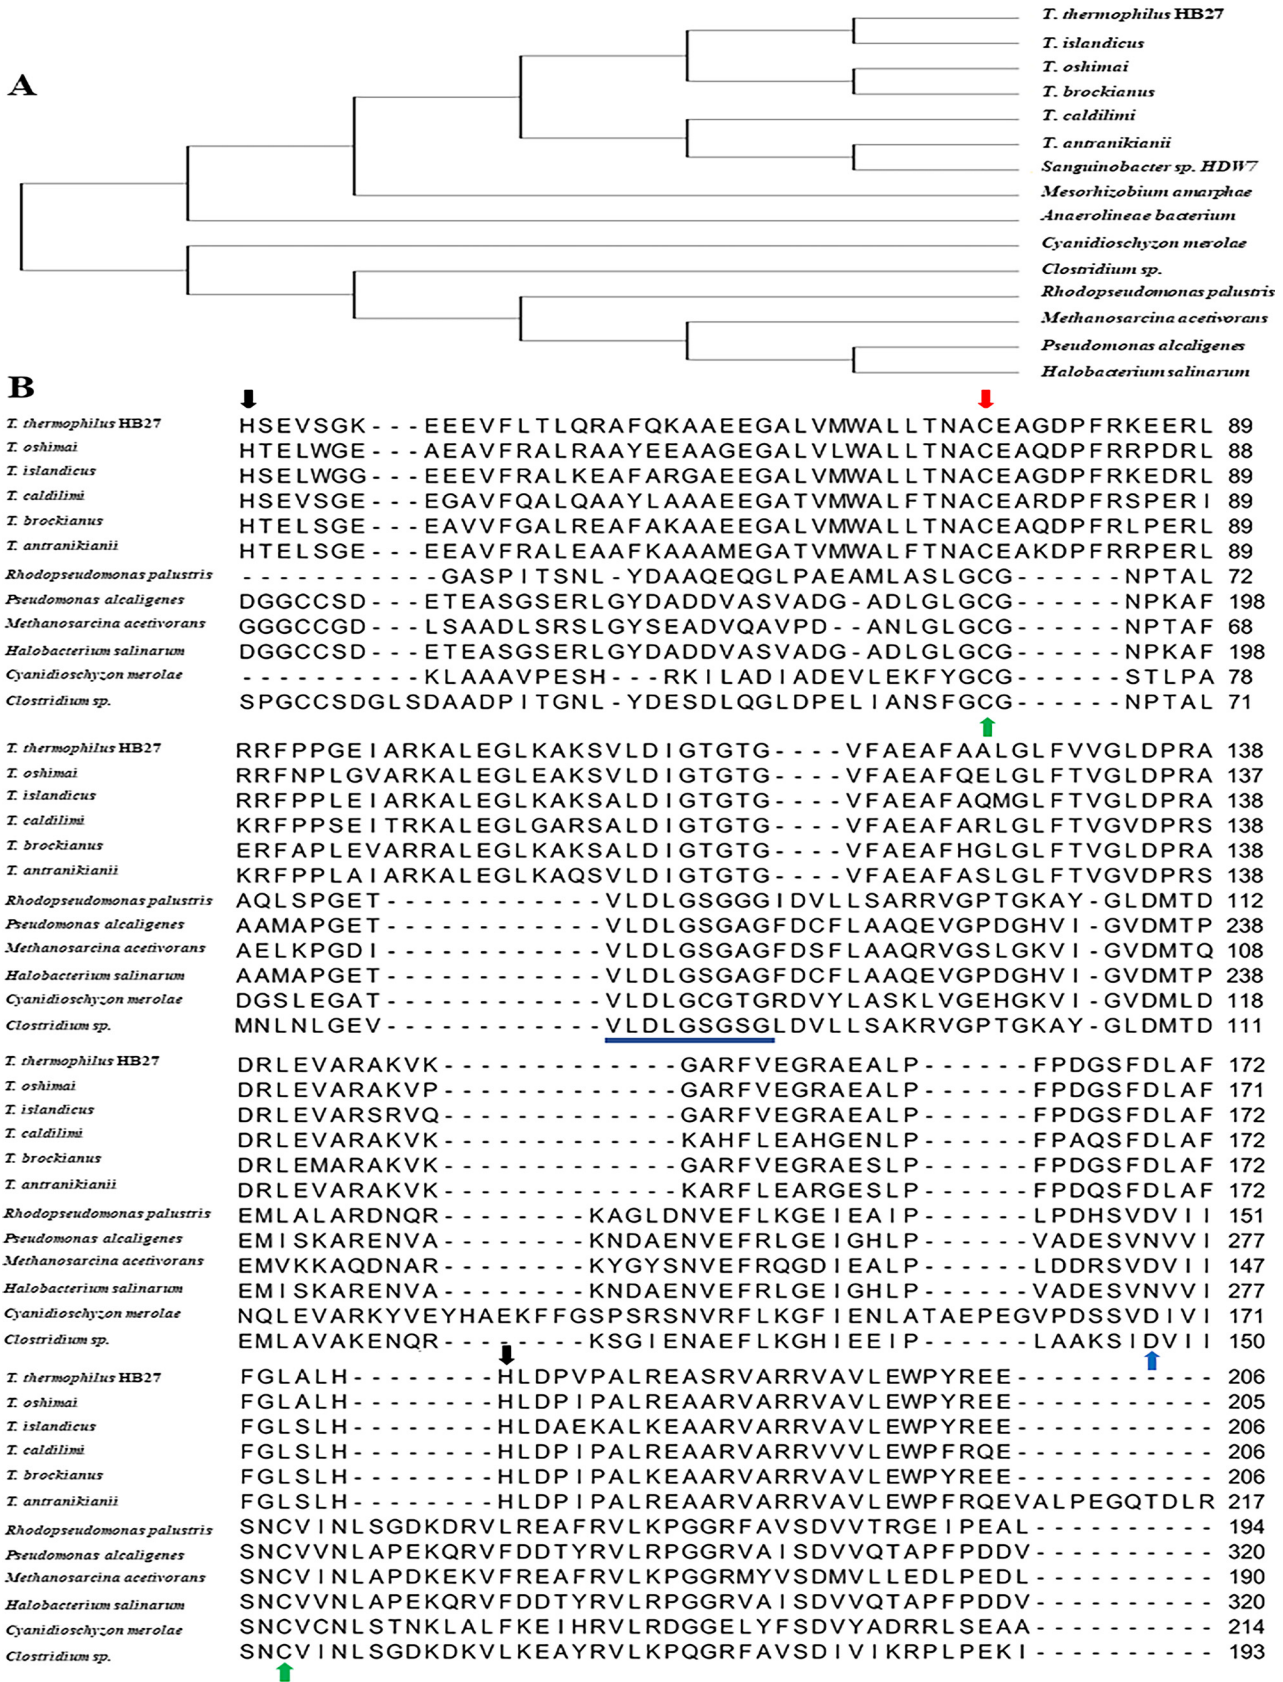 A
T. thermophilus HB27
T. islandicus
T. oshimai
T. brockianus
T. caldilimi
T. antranikianii
Sanguinobacter sp. HDW7
Mesorhizobium amarphae
Anaerolineae bacterium
Cyanidioschyzon merolae
Clostridium sp.
Rhodopseudomonas palustris
Methanosarcina acetivorans
Pseudomonas alcaligenes
Halobacterium salinarum
B
T. thermophilus HB27 HSEVSGK---EEEVFLTLQRAFQKAAEEGALVMWALLTNACEAGDPFRKEERL 89
T. oshimai HTELWGE---AEAVFRALRAAYEEAAGEGALVLWALLTNACEAQDPFRRPDRL 88
T. islandicus HSELWGG---EEEVFRALKEAFARGAEEGALVMWALLTNACEAGDPFRKEDRL 89
T. caldilimi HSEVSGE---EGAVFQALQAAYLAAAEEGATVMWALFTNACEARDPFRSPERI 89
T. brockianus HTELSGE---EAVVFGALREAFAKAAEEGALVMWALLTNACEAQDPFRLPERL 89
T. antranikianii HTELSGE---EEAVFRALEAAFKAAAMEGATVMWALFTNACEAKDPFRRPERL 89
Rhodopseudomonas palustris -----------GASPITSNL-YDAAQEQGLPAEAMLASLGCG------NPTAL 72
Pseudomonas alcaligenes DGGCCSD---ETEASGSERLGYDADDVASVADG-ADLGLGCG------NPKAF 198
Methanosarcina acetivorans GGGCCGD---LSAADLSRSLGYSEADVQAVPD--ANLGLGCG------NPTAF 68
Halobacterium salinarum DGGCCSD---ETEASGSERLGYDADDVASVADG-ADLGLGCG------NPKAF 198
Cyanidioschyzon merolae ----------KLAAAVPESH---RKILADIADEVLEKFYGCG------STLPA 78
Clostridium sp. SPGCCSDGLSDAADPITGNL-YDESDLQGLDPELIANSFGCG------NPTAL 71
T. thermophilus HB27 RRFPPGEIARKALEGLKAKSVLDIGTGTG----VFAEAFAALGLFVVGLDPRA 138
T. oshimai RRFNPLGVARKALEGLKAESVLDIGTGTG----VFAEAFQELGLFTVGLDPRA 137
T. islandicus RRFPPLEIARKALEGLKAKSALDIGTGTG----VFAEAFAQMGLFTVGLDPRA 138
T. caldilimi KRFPPSEITRKALEGLGARSALDIGTGTG----VFAEAFARLGLFTVGVDPRS 138
T. brockianus ERFAPLEVARRALEGLKAKSALDIGTGTG----VFAEAFHGLGLFTVGLDPRA 138
T. antranikianii KRFPPLAIARKALEGLKAQSVLDIGTGTG----VFAEAFASLGLFTVGLDPRS 138
Rhodopseudomonas palustris AQLSPGET------------VLDLGSGGGIDVLLSARRVGPTGKAY-GLDMTD 112
Pseudomonas alcaligenes AAMAPGET------------VLDLGSGAGFDCFLAAQEVGPDGHVI-GVDMTP 238
Methanosarcina acetivorans AELKPGDI------------VLDLGSGAGFDSFLAAQRVGSLGKVI-GVDMTQ 108
Halobacterium salinarum AAMAPGET------------VLDLGSGAGFDCFLAAQEVGPDGHVI-GVDMTP 238
Cyanidioschyzon merolae DGSLEGAT------------VLDLGCGTGRDVYLASKLVGEHGKVI-GVDMLD 118
Clostridium sp. MNLNLGEV------------VLDLGSGSGLDVLLSAKRVGPTGKAY-GLDMTD 111
T. thermophilus HB27 DRLEVARAKVK-------------GARFVEGRAEALP------FPDGSFDLAF 172
T. oshimai DRLEVARAKVP-------------GARFVEGRAEALP------FPDGSFDLAF 171
T. islandicus DRLEVARSRVQ-------------GARFVEGRAEALP------FPDGSFDLAF 172
T. caldilimi DRLEVARAKVK-------------KAHFLEAHGENLP------FPAQSFDLAF 172
T. brockianus DRLEMARAKVK-------------GARFVEGRAESLP------FPDGSFDLAF 172
T. antranikianii DRLEVARAKVK-------------KARFLEARGESLP------FPDQSFDLAF 172
Rhodopseudomonas palustris EMLALARDNQR--------KAGLDNVEFLKGEIEAIP------LPDHSVDVII 151
Pseudomonas alcaligenes EMISKARENVA--------KNDAENVEFRLGEIGHLP------VADESVNVVI 277
Methanosarcina acetivorans EMVKKAQDNAR--------KYGYSNVEFRQGDIEALP------LDDRSVDVII 147
Halobacterium salinarum EMISKARENVA--------KNDAENVEFRLGEIGHLP------VADESVNVVI 277
Cyanidioschyzon merolae NQLEVARKYVEYHAEKFFGSPSRSNVRFLKGFIENLATAEPEGVPDSSVDIVI 171
Clostridium sp. EMLAVAKENQR--------KSGIENAEFLKGHIEEIP------LAAKSIDVII 150
T. thermophilus HB27 FGLALH--------HLDPVPALREASRVARRVAVLEWPYREE----------- 206
T. oshimai FGLALH--------HLDPIPALREAARVARRVAVLEWPYREE----------- 205
T. islandicus FGLSLH--------HLDAEKALKEAARVARRVAVLEWPYREE----------- 206
T. caldilimi FGLSLH--------HLDPIPALREAARVARRVVVLEWPFRQE----------- 206
T. brockianus FGLSLH--------HLDPIPALKEAARVARRVAVLEWPYREE----------- 206
T. antranikianii FGLSLH--------HLDPIPALREAARVARRVAVLEWPFRQEVALPEGQTDLR 217
Rhodopseudomonas palustris SNCVINLSGDKDRVLREAFRVLKPGGRFAVSDVVTRGEIPEAL---------- 194
Pseudomonas alcaligenes SNCVVNLAPEKQRVFDDTYRVLRPGGRVAISDVVQTAPFPDDV---------- 320
Methanosarcina acetivorans SNCVINLAPDKEKVFREAFRVLKPGGRMYVSDMVLLEDLPEDL---------- 190
Halobacterium salinarum SNCVVNLAPEKQRVFDDTYRVLRPGGRVAISDVVQTAPFPDDV---------- 320
Cyanidioschyzon merolae SNCVCNLSTNKLALFKEIHRVLRDGGELYFSDVYADRRLSEAA---------- 214
Clostridium sp. SNCVINLSGDKDKVLKEAYRVLKPQGRFAVSDIVIKRPLPEKI---------- 193